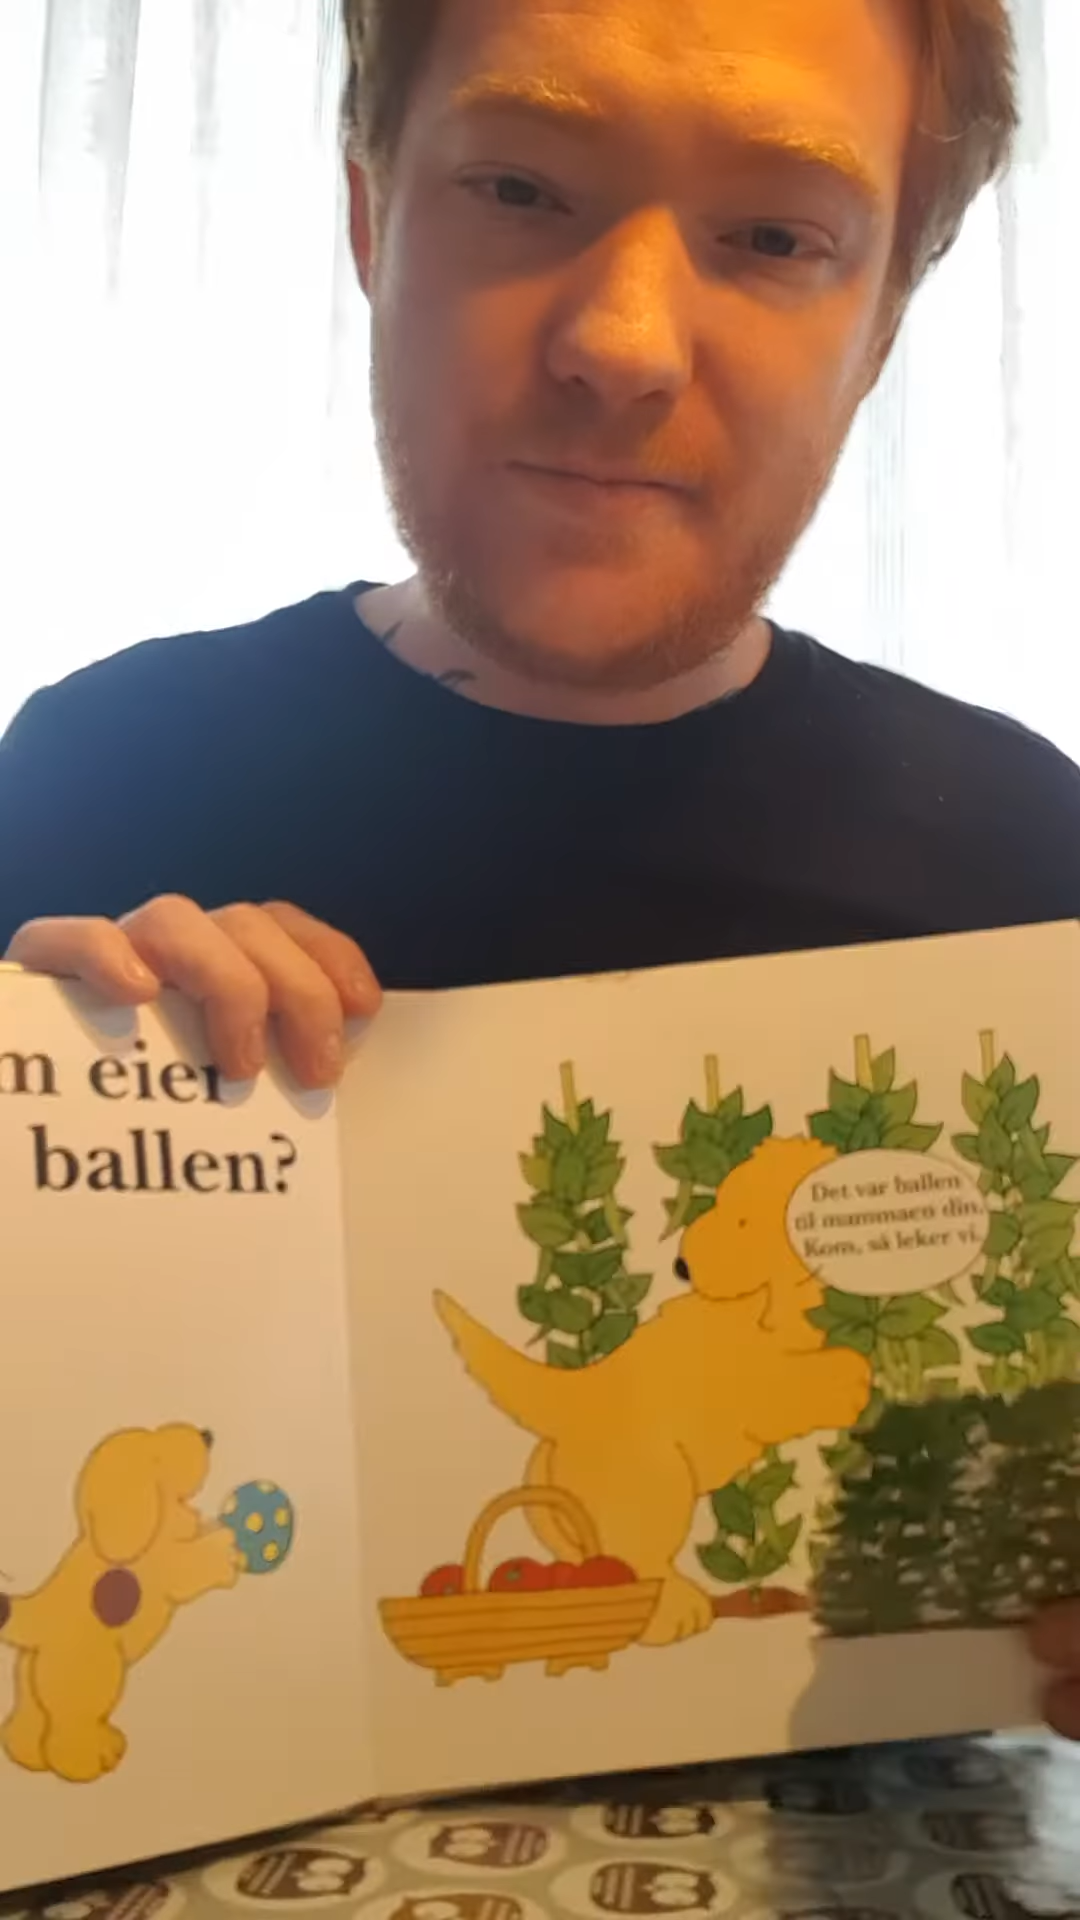 eier
ballen?
Det var ballen
til mammaen din.
Kom, så leker vi.